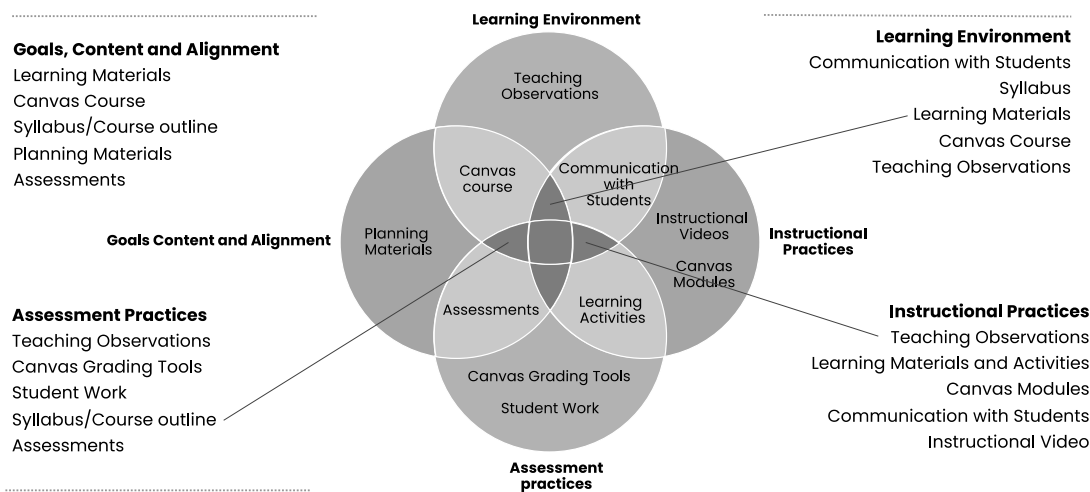 Learning Environment
Goals, Content and Alignment
Learning Materials
Canvas Course
Syllabus/Course outline
Planning Materials
Assessments
Learning Environment
Communication with Students
Syllabus
Learning Materials
Canvas Course
Teaching Observations
Teaching
Observations
Canvas
course
Communication
with
Students
Goals Content and Alignment
Planning
Materials
Instructional
Videos
Canvas
Modules
Instructional
Practices
Assessments
Learning
Activities
Canvas Grading Tools
Student Work
Assessment
practices
Assessment Practices
Teaching Observations
Canvas Grading Tools
Student Work
Syllabus/Course outline
Assessments
Instructional Practices
Teaching Observations
Learning Materials and Activities
Canvas Modules
Communication with Students
Instructional Video